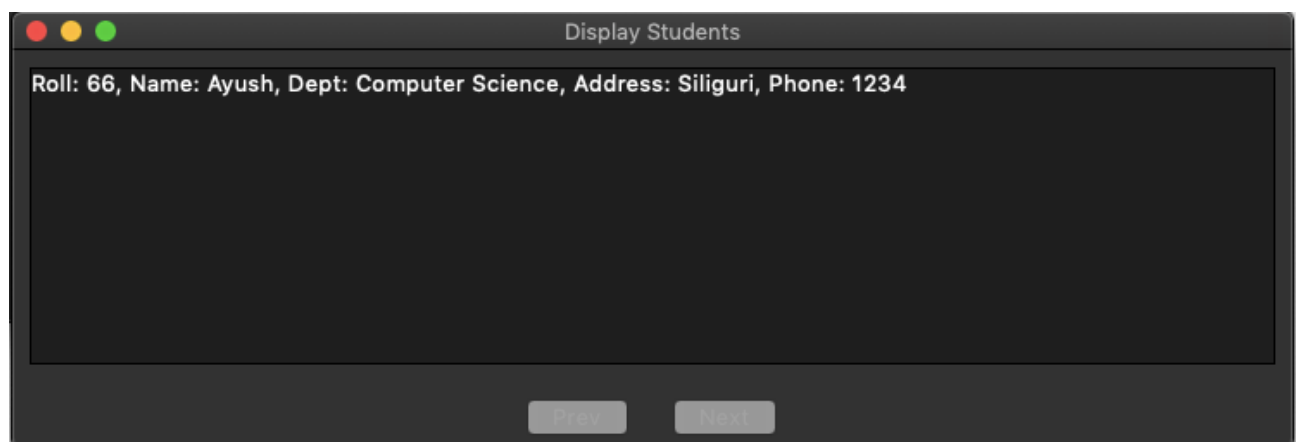 Display Students
Roll: 66, Name: Ayush, Dept: Computer Science, Address: Siliguri, Phone: 1234
Prev Next